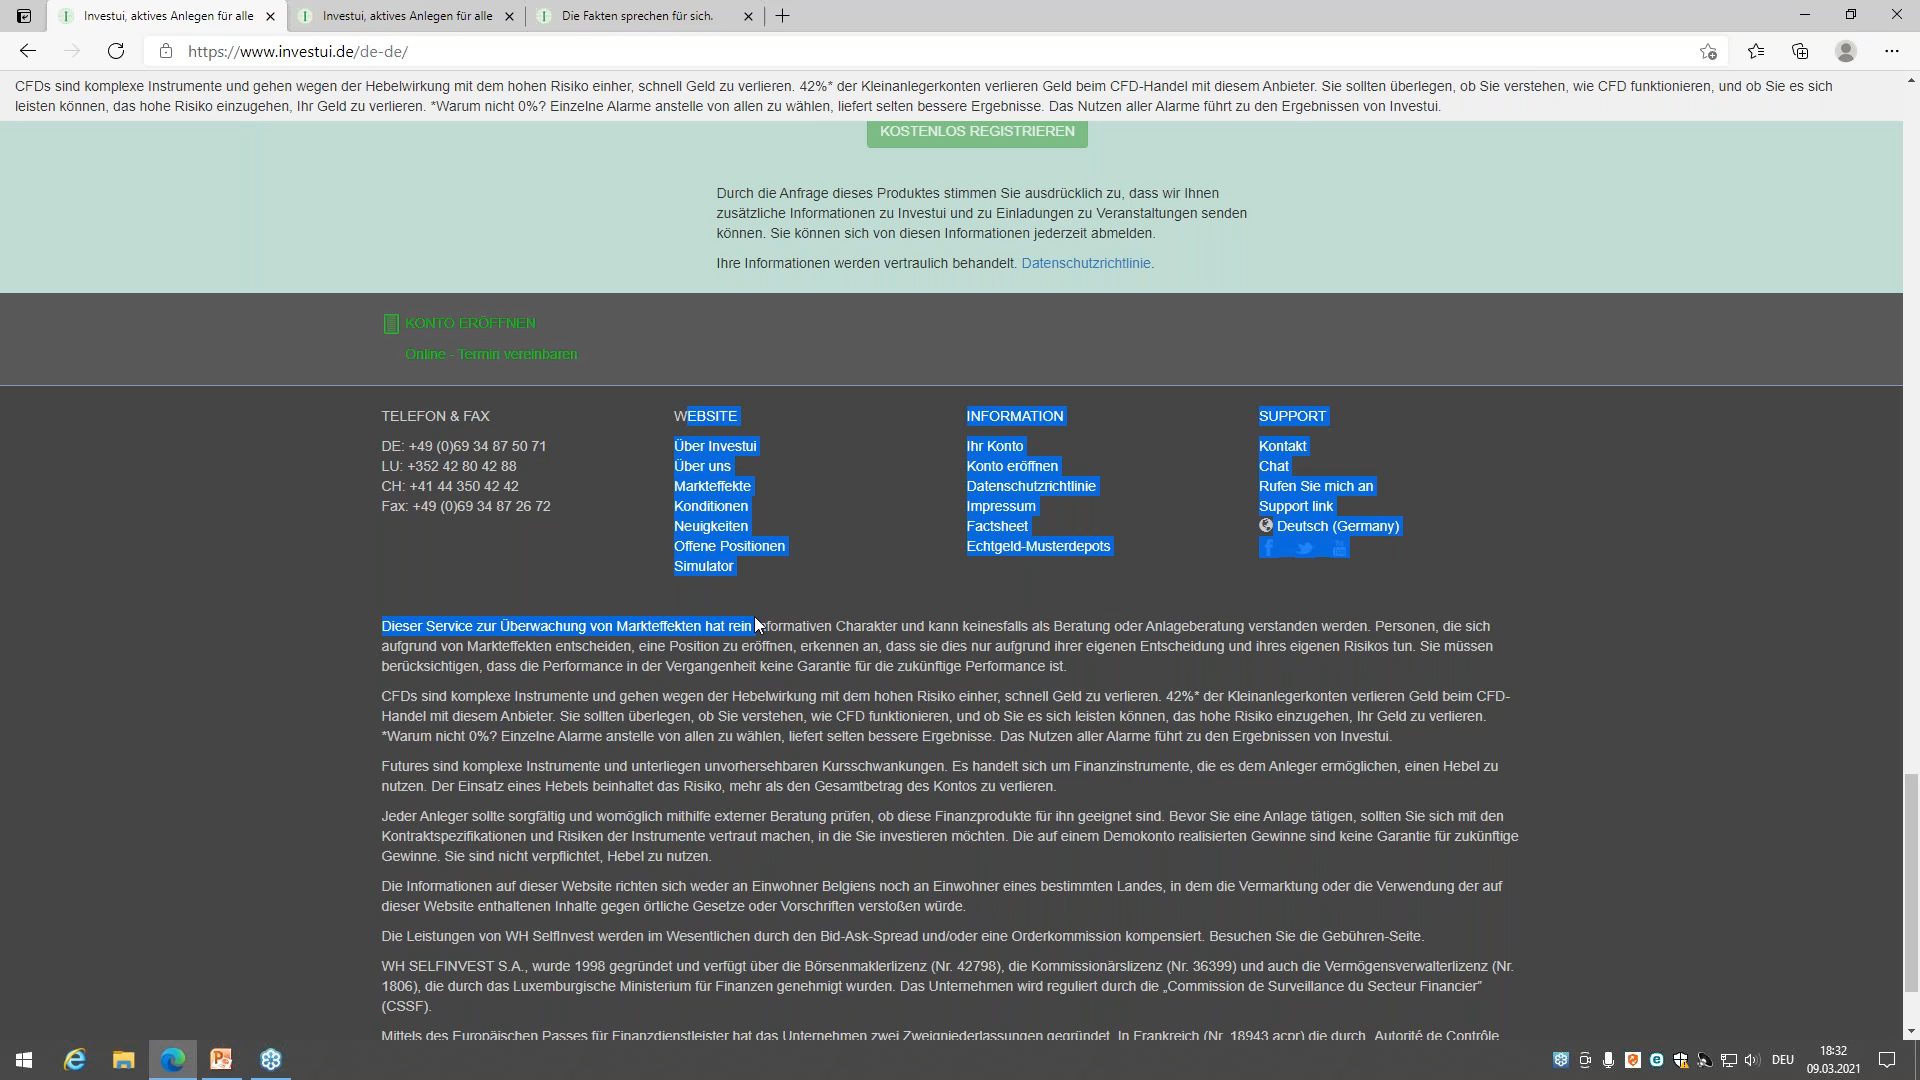 Investui, aktives Anlegen für alle
Investui, aktives Anlegen für alle
Die Fakten sprechen für sich.
https://www.investui.de/de-de/
CFDs sind komplexe Instrumente und gehen wegen der Hebelwirkung mit dem hohen Risiko einher, schnell Geld zu verlieren. 42%* der Kleinanlegerkonten verlieren Geld beim CFD-Handel mit diesem Anbieter. Sie sollten überlegen, ob Sie verstehen, wie CFD funktionieren, und ob Sie es sich
leisten können, das hohe Risiko einzugehen, Ihr Geld zu verlieren. *Warum nicht 0%? Einzelne Alarme anstelle von allen zu wählen, liefert selten bessere Ergebnisse. Das Nutzen aller Alarme führt zu den Ergebnissen von Investui.
KOSTENLOS REGISTRIEREN
Durch die Anfrage dieses Produktes stimmen Sie ausdrücklich zu, dass wir Ihnen
zusätzliche Informationen zu Investui und zu Einladungen zu Veranstaltungen senden
können. Sie können sich von diesen Informationen jederzeit abmelden.
Ihre Informationen werden vertraulich behandelt. Datenschutzrichtlinie.
KONTO ERÖFFNEN
Online - Termin vereinbaren
TELEFON & FAX
DE: +49 (0)69 34 87 50 71
LU: +352 42 80 42 88
CH: +41 44 350 42 42
Fax: +49 (0)69 34 87 26 72
WEBSITE
Über Investui
Über uns
Markteffekte
Konditionen
Neuigkeiten
Offene Positionen
Simulator
INFORMATION
Ihr Konto
Konto eröffnen
Datenschutzrichtlinie
Impressum
Factsheet
Echtgeld-Musterdepots
SUPPORT
Kontakt
Chat
Rufen Sie mich an
Support link
Deutsch (Germany)
Dieser Service zur Überwachung von Markteffekten hat rein informativen Charakter und kann keinesfalls als Beratung oder Anlageberatung verstanden werden. Personen, die sich
aufgrund von Markteffekten entscheiden, eine Position zu eröffnen, erkennen an, dass sie dies nur aufgrund ihrer eigenen Entscheidung und ihres eigenen Risikos tun. Sie müssen
berücksichtigen, dass die Performance in der Vergangenheit keine Garantie für die zukünftige Performance ist.
CFDs sind komplexe Instrumente und gehen wegen der Hebelwirkung mit dem hohen Risiko einher, schnell Geld zu verlieren. 42%* der Kleinanlegerkonten verlieren Geld beim CFD-
Handel mit diesem Anbieter. Sie sollten überlegen, ob Sie verstehen, wie CFD funktionieren, und ob Sie es sich leisten können, das hohe Risiko einzugehen, Ihr Geld zu verlieren.
*Warum nicht 0%? Einzelne Alarme anstelle von allen zu wählen, liefert selten bessere Ergebnisse. Das Nutzen aller Alarme führt zu den Ergebnissen von Investui.
Futures sind komplexe Instrumente und unterliegen unvorhersehbaren Kursschwankungen. Es handelt sich um Finanzinstrumente, die es dem Anleger ermöglichen, einen Hebel zu
nutzen. Der Einsatz eines Hebels beinhaltet das Risiko, mehr als den Gesamtbetrag des Kontos zu verlieren.
Jeder Anleger sollte sorgfältig und womöglich mithilfe externer Beratung prüfen, ob diese Finanzprodukte für ihn geeignet sind. Bevor Sie eine Anlage tätigen, sollten Sie sich mit den
Kontraktspezifikationen und Risiken der Instrumente vertraut machen, in die Sie investieren möchten. Die auf einem Demokonto realisierten Gewinne sind keine Garantie für zukünftige
Gewinne. Sie sind nicht verpflichtet, Hebel zu nutzen.
Die Informationen auf dieser Website richten sich weder an Einwohner Belgiens noch an Einwohner eines bestimmten Landes, in dem die Vermarktung oder die Verwendung der auf
dieser Website enthaltenen Inhalte gegen örtliche Gesetze oder Vorschriften verstoßen würde.
Die Leistungen von WH SelfInvest werden im Wesentlichen durch den Bid-Ask-Spread und/oder eine Orderkommission kompensiert. Besuchen Sie die Gebühren-Seite.
WH SELFINVEST S.A., wurde 1998 gegründet und verfügt über die Börsenmaklerlizenz (Nr. 42798), die Kommissionärslizenz (Nr. 36399) und auch die Vermögensverwalterlizenz (Nr.
1806), die durch das Luxemburgische Ministerium für Finanzen genehmigt wurden. Das Unternehmen wird reguliert durch die „Commission de Surveillance du Secteur Financier”
(CSSF).
Mittels des Europäischen Passes für Finanzdienstleister hat das Unternehmen zwei Zweigniederlassungen gegründet. In Frankreich (Nr. 18943 acpr) die durch „Autorité de Contrôle
DEU
18:32
09.03.2021